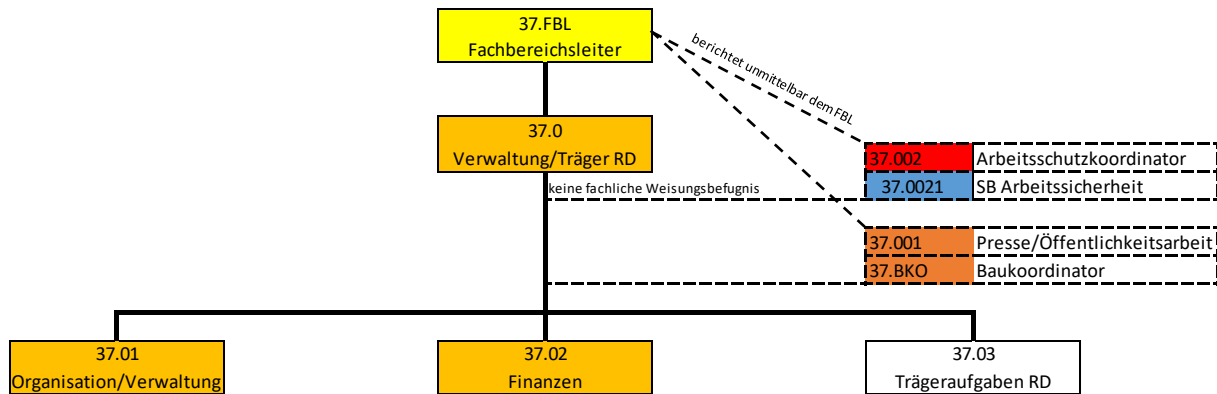 37.FBL
Fachbereichsleiter
berichtet unmittelbar dem FBL
37.0
Verwaltung/Träger RD
37.002 Arbeitsschutzkoordinator
keine fachliche Weisungsbefugnis
37.0021 SB Arbeitssicherheit
37.001 Presse/Öffentlichkeitsarbeit
37.BKO Baukoordinator
37.01
Organisation/Verwaltung
37.02
Finanzen
37.03
Trägeraufgaben RD